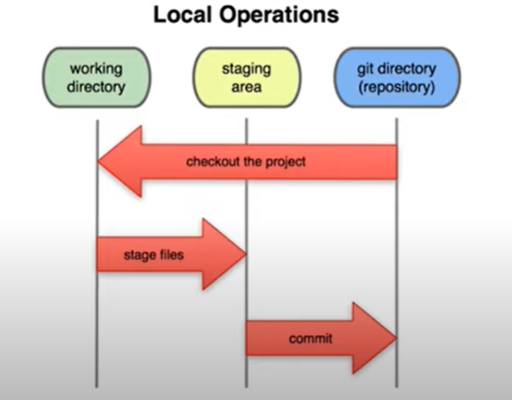 Local Operations
working
directory
staging
area
git directory
(repository)
checkout the project
stage files
commit